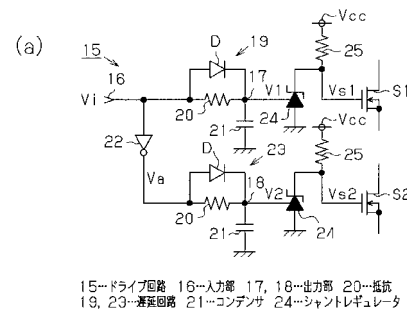 (a)
15
D
19
Vcc
16
17
25
Vi
V1
Vs1
S1
20
24
Vcc
22
21
D
23
25
Va
18
V2
Vs2
S2
20
21
24
15…ドライブ回路 16…入力部 17, 18…出力部 20…抵抗
19, 23…遅延回路 21…コンデンサ 24…シャントレギュレータ